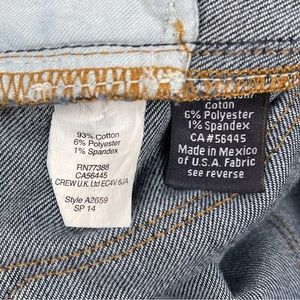 93% Cotton
6% Polyester
1% Spandex
RN77388
CA56445
CREW U.K. Ltd EC4V 6JA
Style A2659
SP 14
Cotton
6% Polyester
1% Spandex
CA#56445
Made in Mexico
of U.S.A. Fabric
see reverse